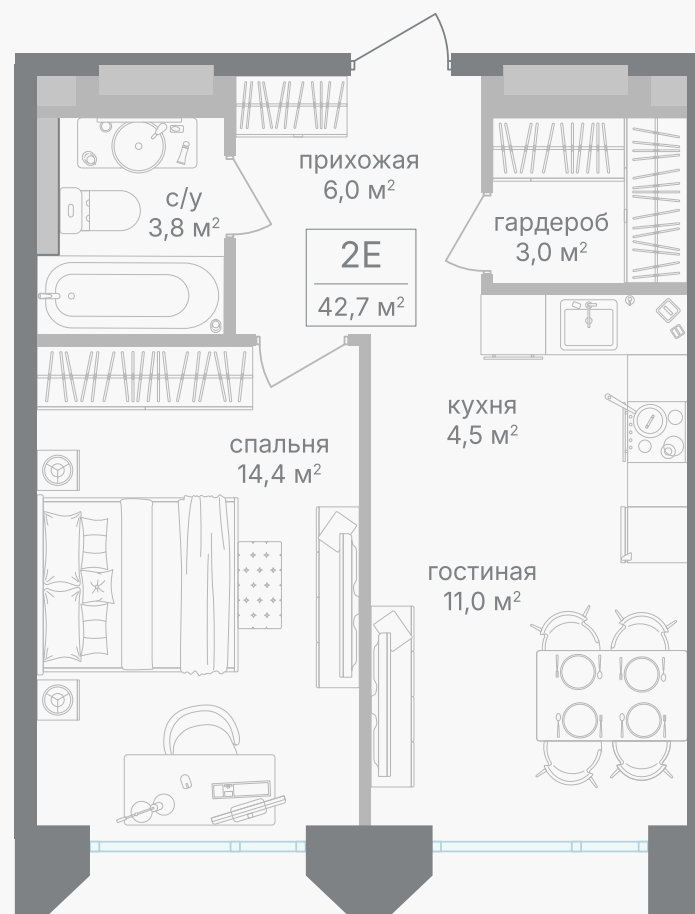 прихожая
6,0 м²
с/у
3,8 м²
гардероб
3,0 м²
2Е
42,7 м²
кухня
4,5 м²
спальня
14,4 м²
гостиная
11,0 м²